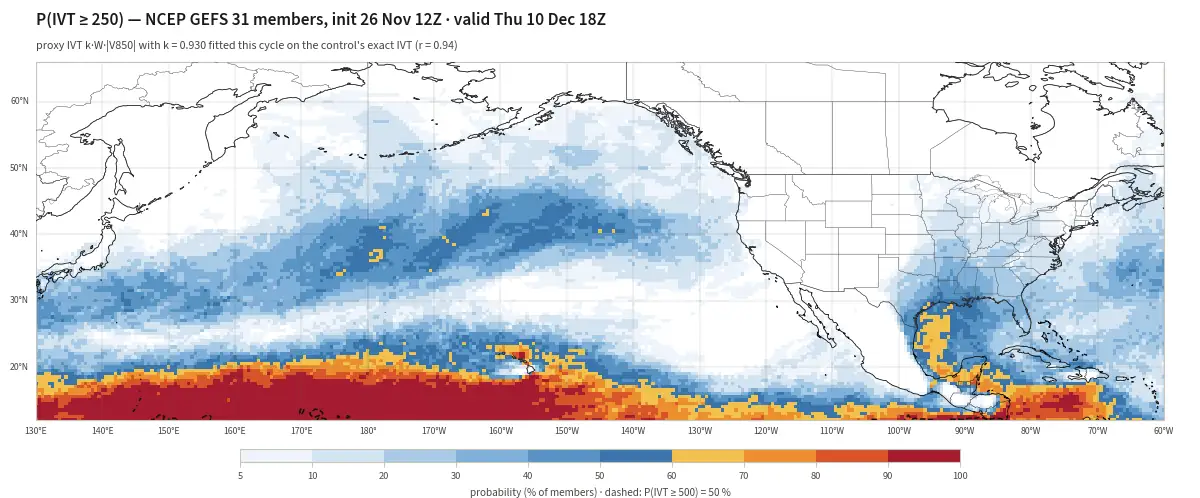 P(IVT ≥ 250) — NCEP GEFS 31 members, init 26 Nov 12Z · valid Thu 10 Dec 18Z
proxy IVT k·W·|V850| with k = 0.930 fitted this cycle on the control's exact IVT (r = 0.94)
60°N
50°N
40°N
30°N
20°N
130°E 140°E 150°E 160°E 170°E 180° 170°W 160°W 150°W 140°W 130°W 120°W 110°W 100°W 90°W 80°W 70°W 60°W
5 10 20 30 40 50 60 70 80 90 100
probability (% of members) · dashed: P(IVT ≥ 500) = 50 %